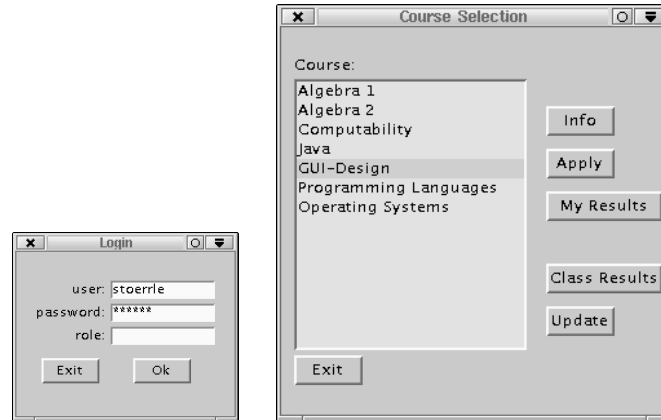 Login
user: stoerrle
password: ******
role:
Exit
Ok
Course Selection
Course:
Algebra 1
Algebra 2
Computability
Java
GUI-Design
Programming Languages
Operating Systems
Info
Apply
My Results
Class Results
Update
Exit